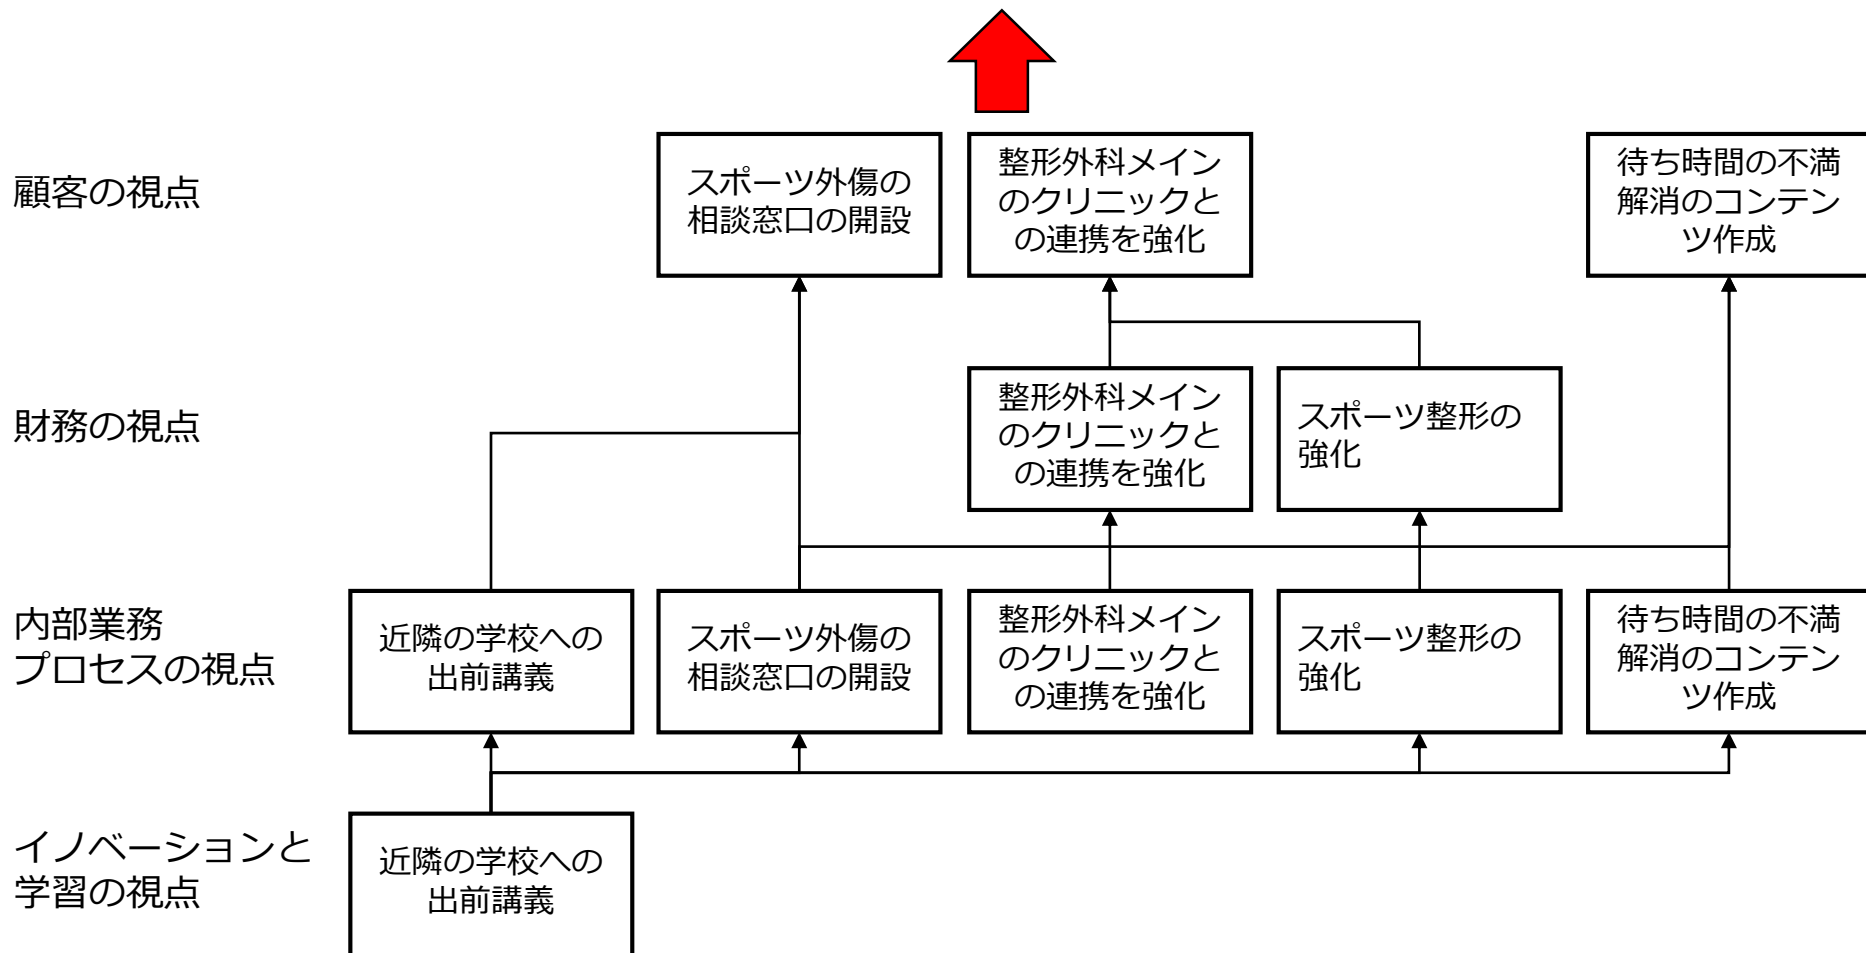 顧客の視点
スポーツ外傷の
相談窓口の開設
整形外科メイン
のクリニックと
の連携を強化
待ち時間の不満
解消のコンテン
ツ作成
財務の視点
整形外科メイン
のクリニックと
の連携を強化
スポーツ整形の
強化
内部業務
プロセスの視点
近隣の学校への
出前講義
スポーツ外傷の
相談窓口の開設
整形外科メイン
のクリニックと
の連携を強化
スポーツ整形の
強化
待ち時間の不満
解消のコンテン
ツ作成
イノベーションと
学習の視点
近隣の学校への
出前講義